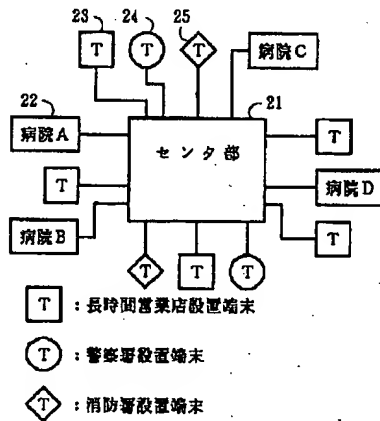 23 24 25
T T T 病院C
22 21
病院A センタ部 T
T 病院D
病院B T
T T T
T :長時間営業店設置端末
T :警察署設置端末
T :消防署設置端末